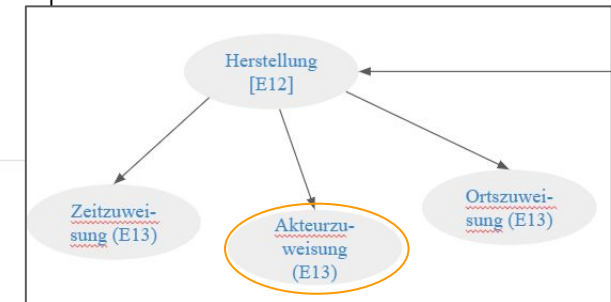 Herstellung
[E12]
Zeitzuwei-
sung (E13)
Akteurzu-
weisung
(E13)
Ortszuwei-
sung (E13)